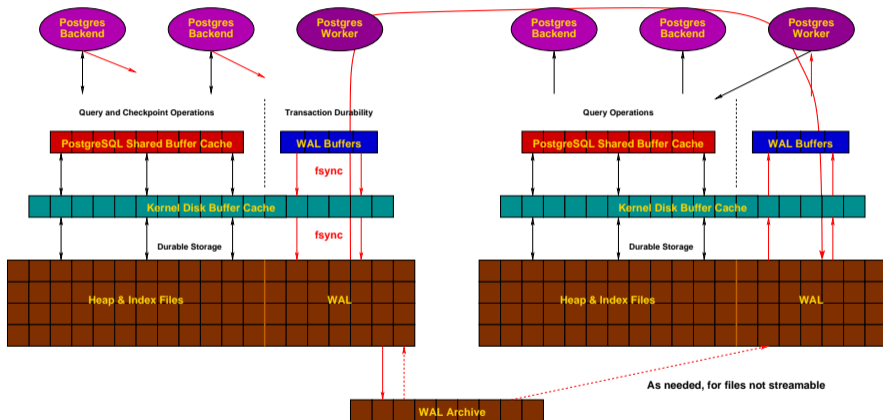 Postgres
Backend
Postgres
Backend
Postgres
Worker
Postgres
Backend
Postgres
Backend
Postgres
Worker
Query and Checkpoint Operations
Transaction Durability
Query Operations
PostgreSQL Shared Buffer Cache
WAL Buffers
PostgreSQL Shared Buffer Cache
WAL Buffers
fsync
Kernel Disk Buffer Cache
Kernel Disk Buffer Cache
fsync
Durable Storage
Durable Storage
Heap & Index Files
WAL
Heap & Index Files
WAL
As needed, for files not streamable
WAL Archive